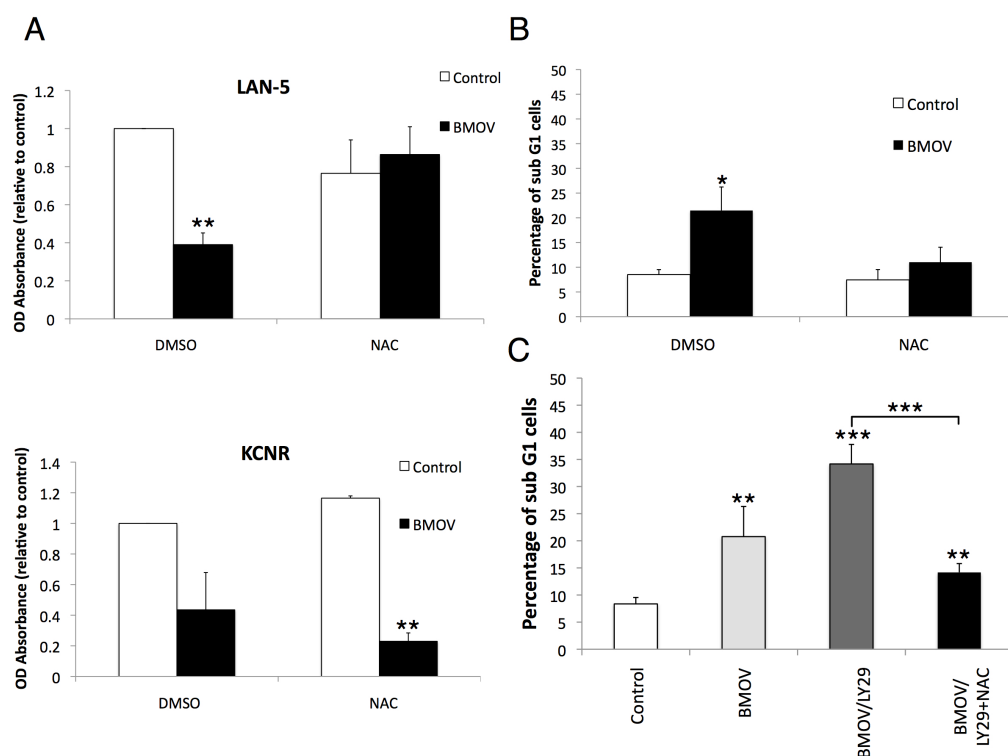 A
LAN-5
Control
BMOV
OD Absorbance (relative to control)
1.2
1
0.8
0.6
0.4
0.2
0
**
DMSO
NAC
KCNR
Control
BMOV
OD Absorbance (relative to control)
1.4
1.2
1
0.8
0.6
0.4
0.2
0
**
DMSO
NAC
B
Control
BMOV
Percentage of sub G1 cells
50
45
40
35
30
25
20
15
10
5
0
*
DMSO
NAC
C
Percentage of sub G1 cells
50
45
40
35
30
25
20
15
10
5
0
**
***
***
**
Control
BMOV
BMOV/LY29
BMOV/
LY29+NAC